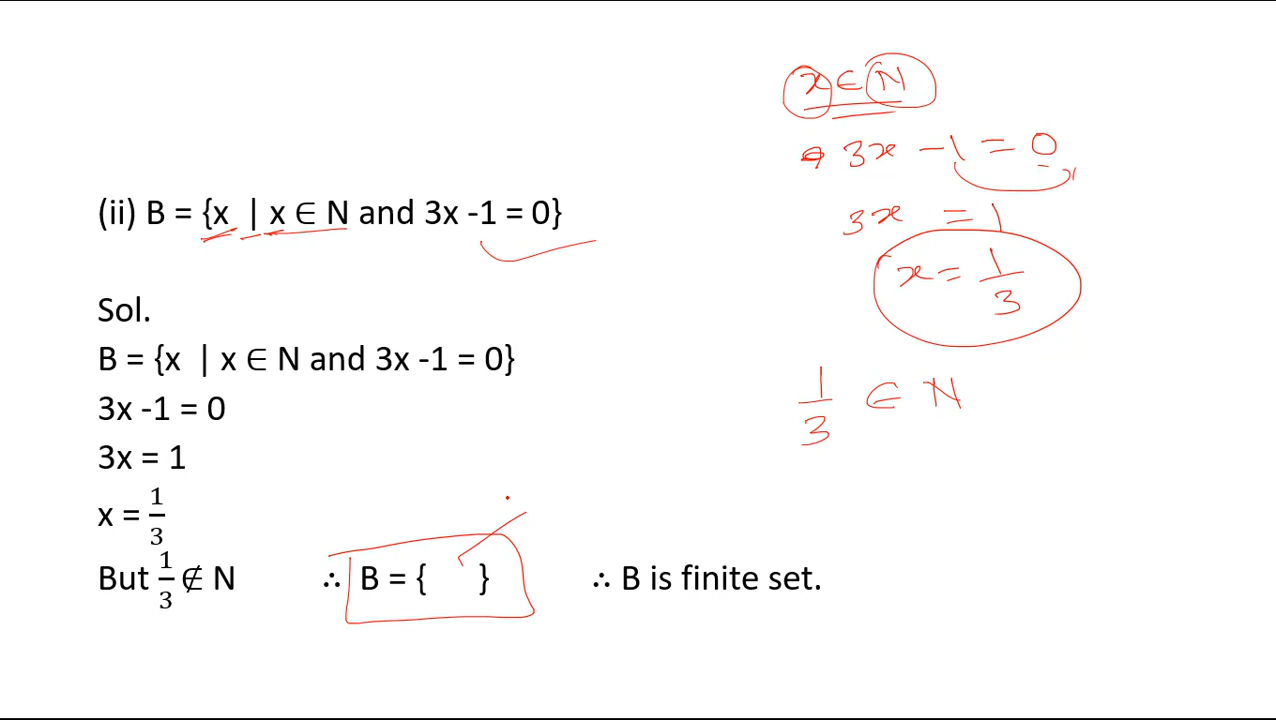 x ∈ N
3x - 1 = 0
3x = 1
x = 1/3
1/3 ∈ N
(ii) B = {x | x ∈ N and 3x -1 = 0}
Sol.
B = {x | x ∈ N and 3x -1 = 0}
3x -1 = 0
3x = 1
x = 1/3
But 1/3 ∉ N ∴ B = { } ∴ B is finite set.